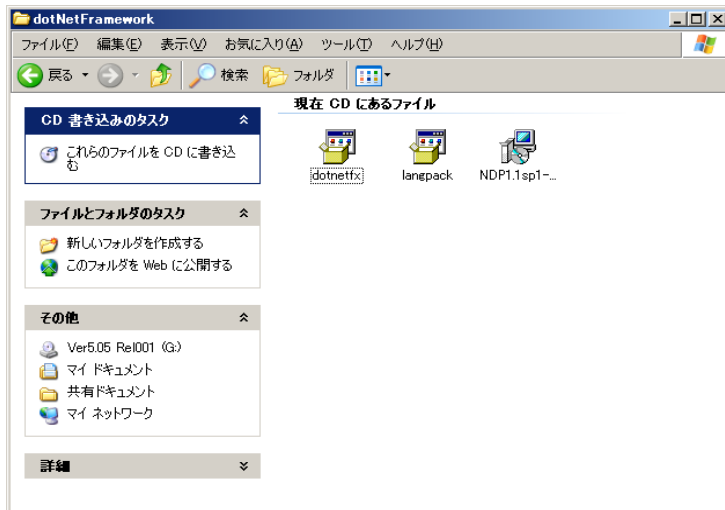 dotNetFramework
ファイル(F) 編集(E) 表示(V) お気に入り(A) ツール(T) ヘルプ(H)
戻る 検索 フォルダ
現在 CD にあるファイル
CD 書き込みのタスク
これらのファイルを CD に書き込
む
dotnetfx
langpack
NDP1.1sp1-...
ファイルとフォルダのタスク
新しいフォルダを作成する
このフォルダを Web に公開する
その他
Ver5.05 Rel001 (G:)
マイ ドキュメント
共有ドキュメント
マイ ネットワーク
詳細